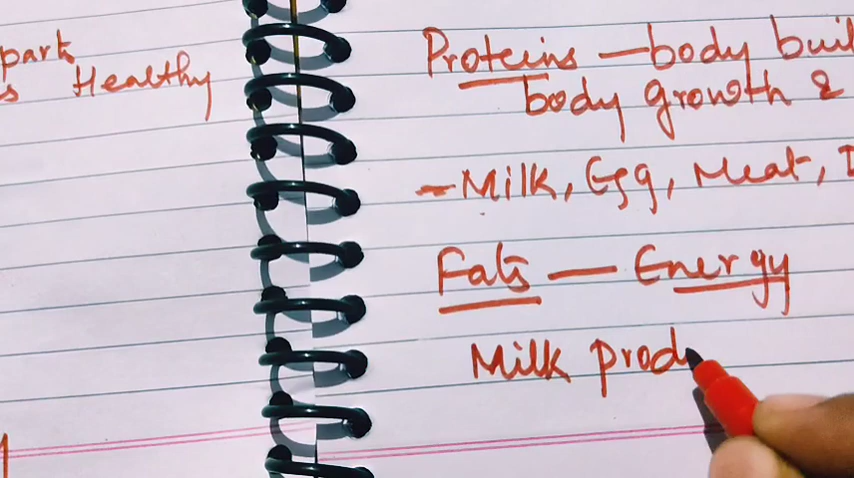 part
Healthy
Proteins — body buil
body growth &
- Milk, Egg, Meat,
Fats — Energy
Milk prod